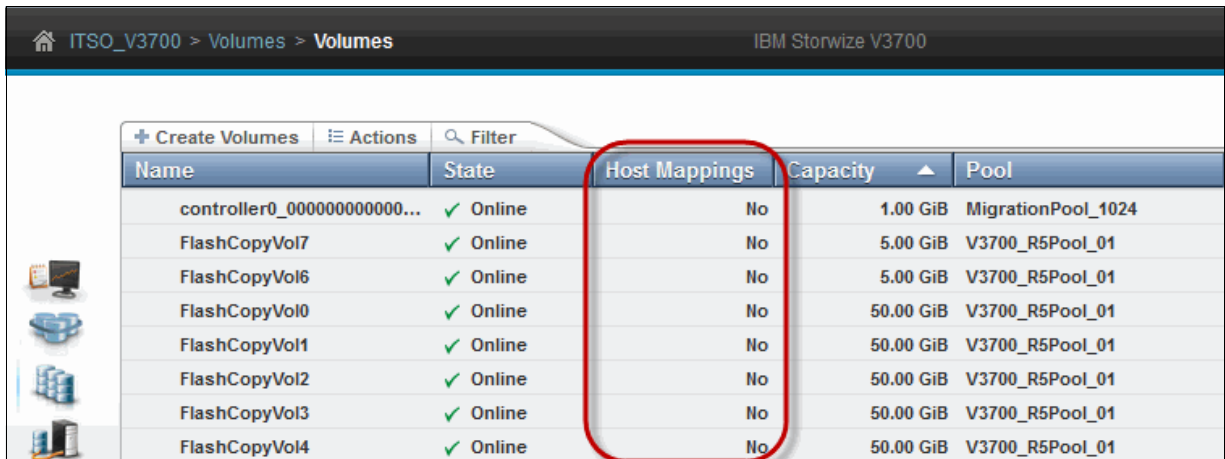 ITSO_V3700 > Volumes > Volumes IBM Storwize V3700
Create Volumes Actions Filter
Name State Host Mappings Capacity Pool
controller0_000000000000... Online No 1.00 GiB MigrationPool_1024
FlashCopyVol7 Online No 5.00 GiB V3700_R5Pool_01
FlashCopyVol6 Online No 5.00 GiB V3700_R5Pool_01
FlashCopyVol0 Online No 50.00 GiB V3700_R5Pool_01
FlashCopyVol1 Online No 50.00 GiB V3700_R5Pool_01
FlashCopyVol2 Online No 50.00 GiB V3700_R5Pool_01
FlashCopyVol3 Online No 50.00 GiB V3700_R5Pool_01
FlashCopyVol4 Online No 50.00 GiB V3700_R5Pool_01